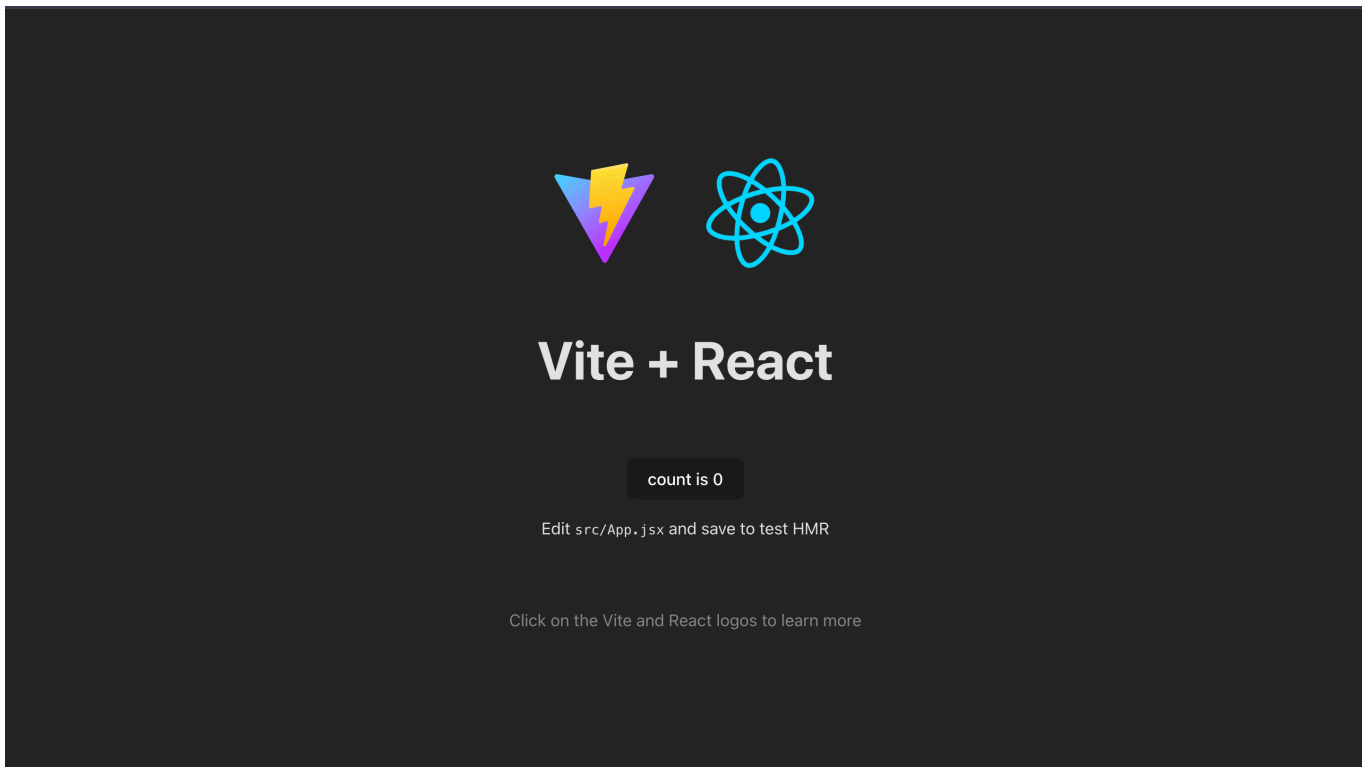 Vite + React
count is 0
Edit src/App.jsx and save to test HMR
Click on the Vite and React logos to learn more